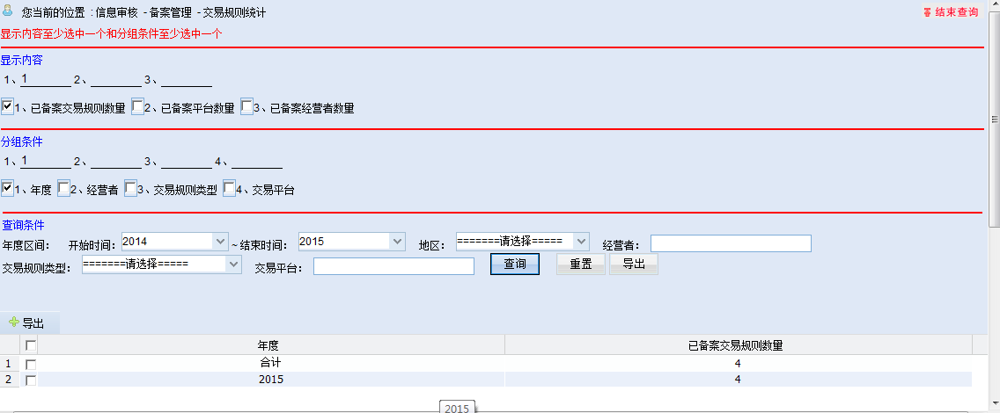 您当前的位置 : 信息审核 - 备案管理 - 交易规则统计 结束查询
显示内容至少选中一个和分组条件至少选中一个
显示内容
1、1 2、 3、
1、已备案交易规则数量 2、已备案平台数量 3、已备案经营者数量
分组条件
1、1 2、 3、 4、
1、年度 2、经营者 3、交易规则类型 4、交易平台
查询条件
年度区间： 开始时间：2014 ~ 结束时间： 2015 地区： =======请选择===== 经营者：
交易规则类型： =======请选择===== 交易平台： 查询 重置 导出
导出
年度 已备案交易规则数量
1 合计 4
2 2015 4
2015